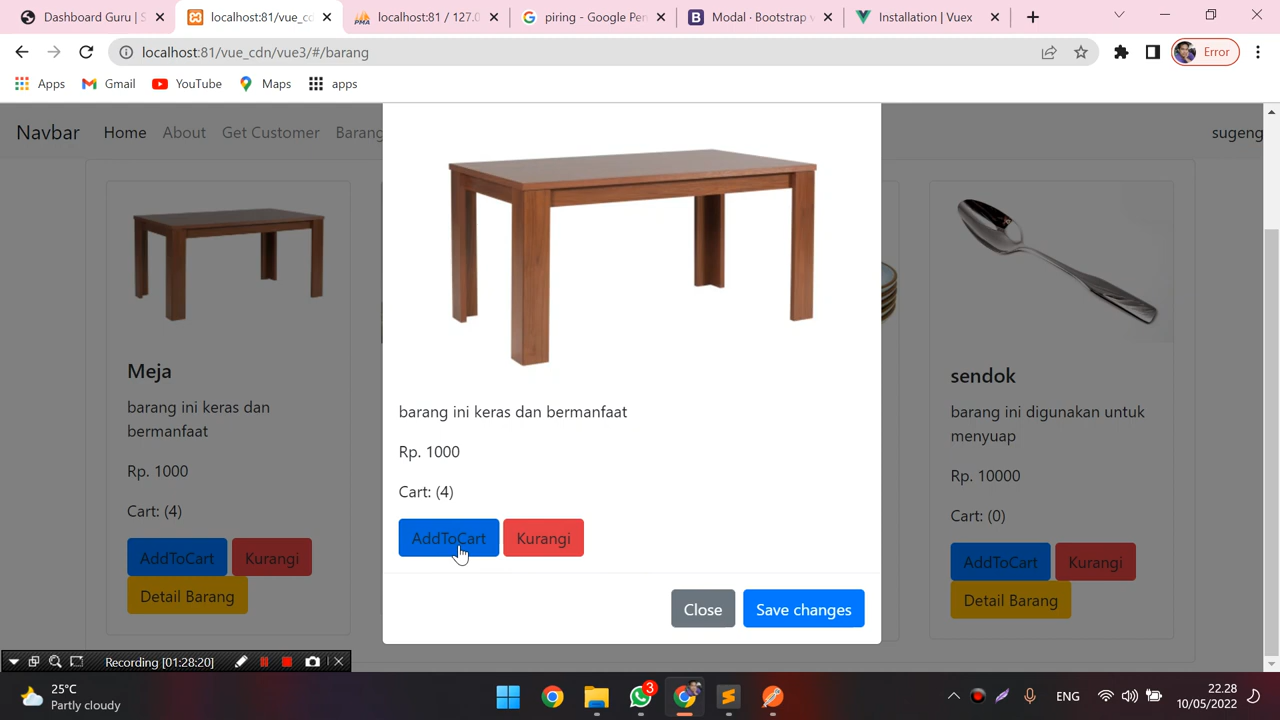 Dashboard Guru | S
localhost:81/vue_cd
localhost:81 / 127.0
piring - Google Pen
Modal · Bootstrap v
Installation | Vuex
localhost:81/vue_cdn/vue3/#/barang
Error
Apps
Gmail
YouTube
Maps
apps
Navbar
Home
About
Get Customer
Barang
sugeng
Meja
barang ini keras dan
bermanfaat
Rp. 1000
Cart: (4)
AddToCart
Kurangi
Detail Barang
barang ini keras dan bermanfaat
Rp. 1000
Cart: (4)
AddToCart
Kurangi
Close
Save changes
sendok
barang ini digunakan untuk
menyuap
Rp. 10000
Cart: (0)
AddToCart
Kurangi
Detail Barang
Recording [01:28:20]
25°C
Partly cloudy
3
ENG
22.28
10/05/2022